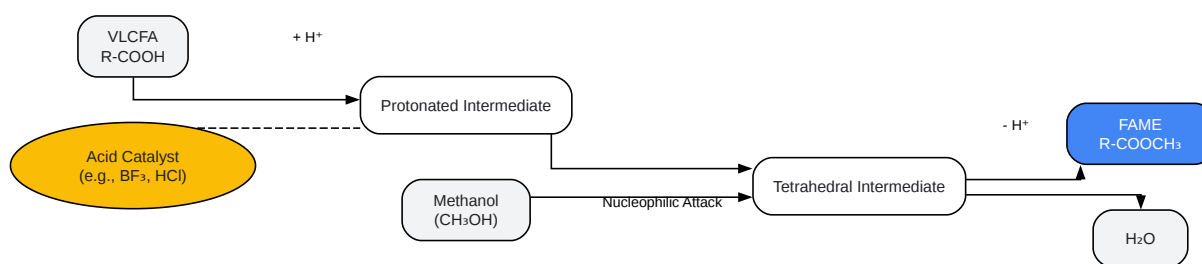 VLCFA
R-COOH
+ H⁺
Protonated Intermediate
Acid Catalyst
(e.g., BF₃, HCl)
Methanol
(CH₃OH)
Nucleophilic Attack
Tetrahedral Intermediate
- H⁺
FAME
R-COOCH₃
H₂O